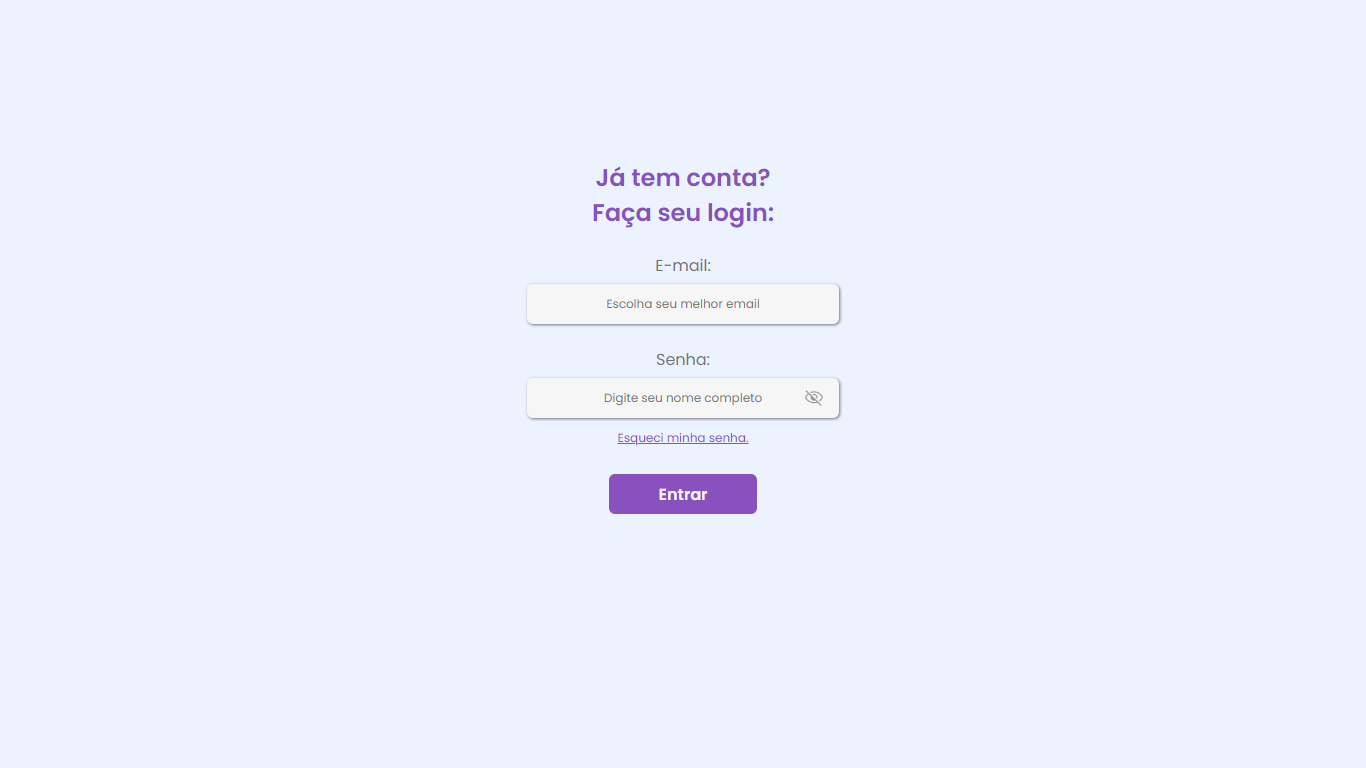 Já tem conta?
Faça seu login:
E-mail:
Escolha seu melhor email
Senha:
Digite seu nome completo
Esqueci minha senha.
Entrar